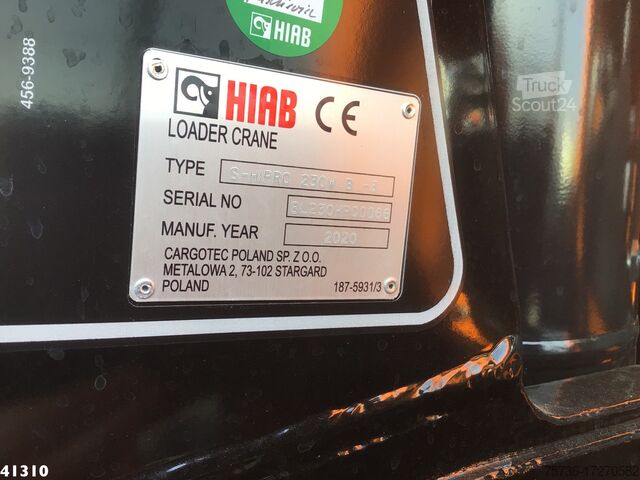 HIAB
456-9388
Truck
Scout24
HIAB CE
LOADER CRANE
TYPE
SERIAL NO
MANUF. YEAR 2020
CARGOTEC POLAND SP. Z O.O.
METALOWA 2, 73-102 STARGARD
POLAND 187-5931/3
41310